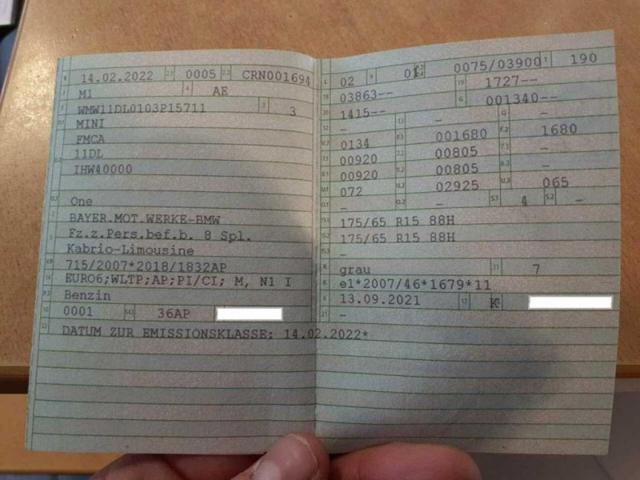 14.02.2022 0005 CRN001694
M1 AE
WMW11DL0103P15711 3
MINI
FMCA
11DL
IHW40000
One
BAYER.MOT.WERKE-BMW
Fz.z.Pers.bef.b. 8 Spl.
Kabrio-Limousine
715/2007*2018/1832AP
EURO6;WLTP;AP;PI/CI; M, N1 I
Benzin
0001 36AP
DATUM ZUR EMISSIONSKLASSE: 14.02.2022*
02 01 0075/03900 190
03863-- 1727--
1415-- 001340--
- - -
0134 001680 1680
00920 00805 -
00920 00805 -
072 02925 065
4 -
175/65 R15 88H
175/65 R15 88H
-
grau 7
e1*2007/46*1679*11
13.09.2021 K
-